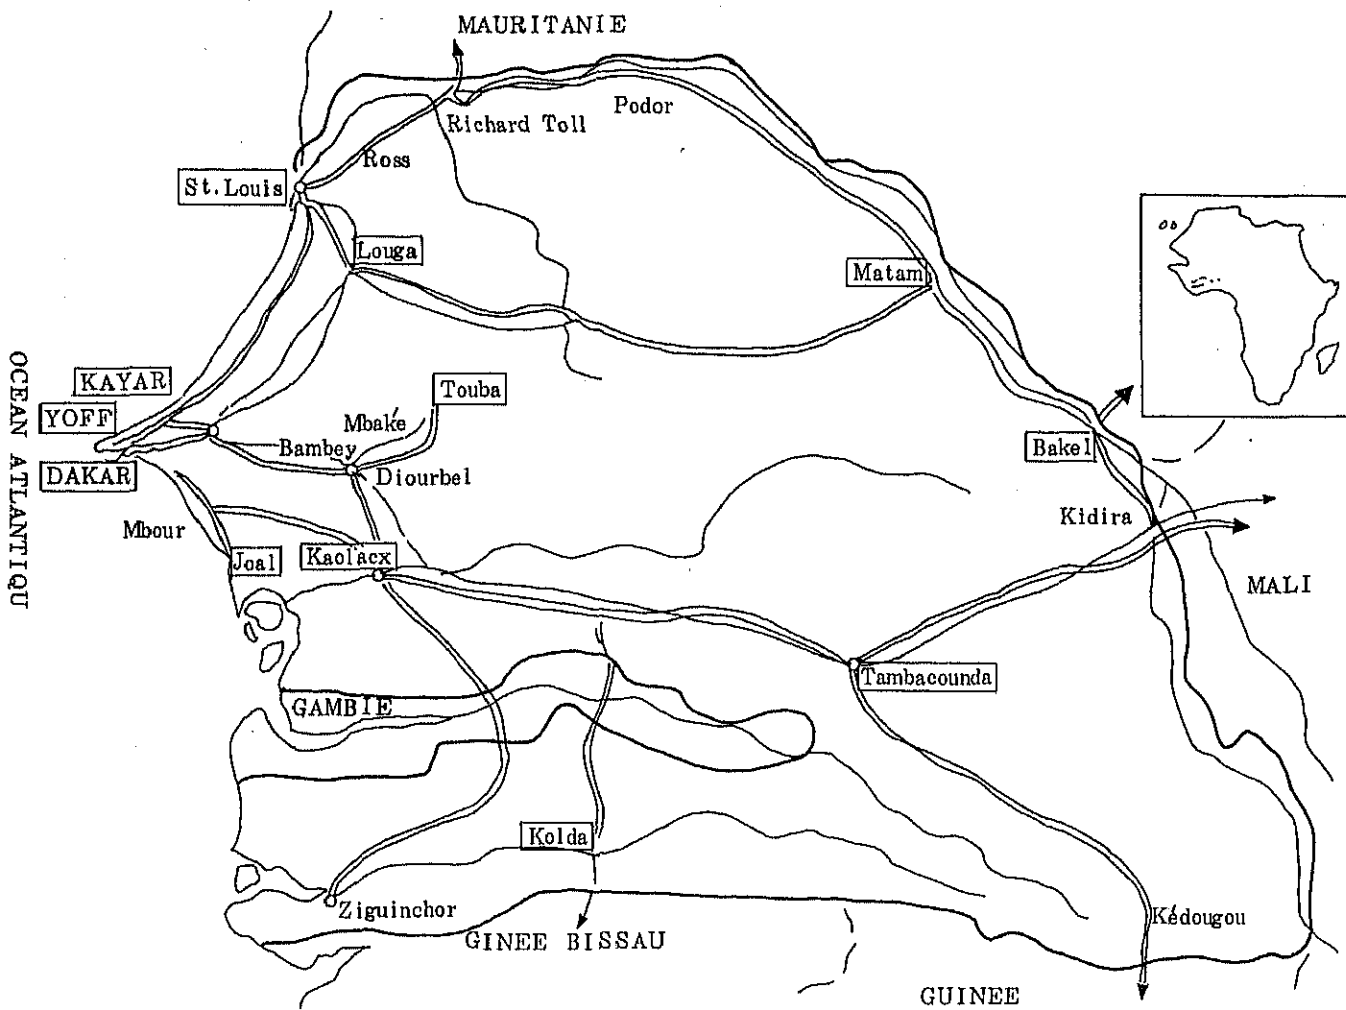 MAURITANIE
Podor
Richard Toll
Ross
St.Louis
Louga
Matam
OCEAN ATLANTIQU
KAYAR
Touba
YOFF
Mbaké
Bambey
Bakel
DAKAR
Diourbel
Kidira
Mbour
Joal
Kaolacx
MALI
Tambacounda
GAMBIE
Kolda
Ziguinchor
Kédougou
GINEE BISSAU
GUINEE